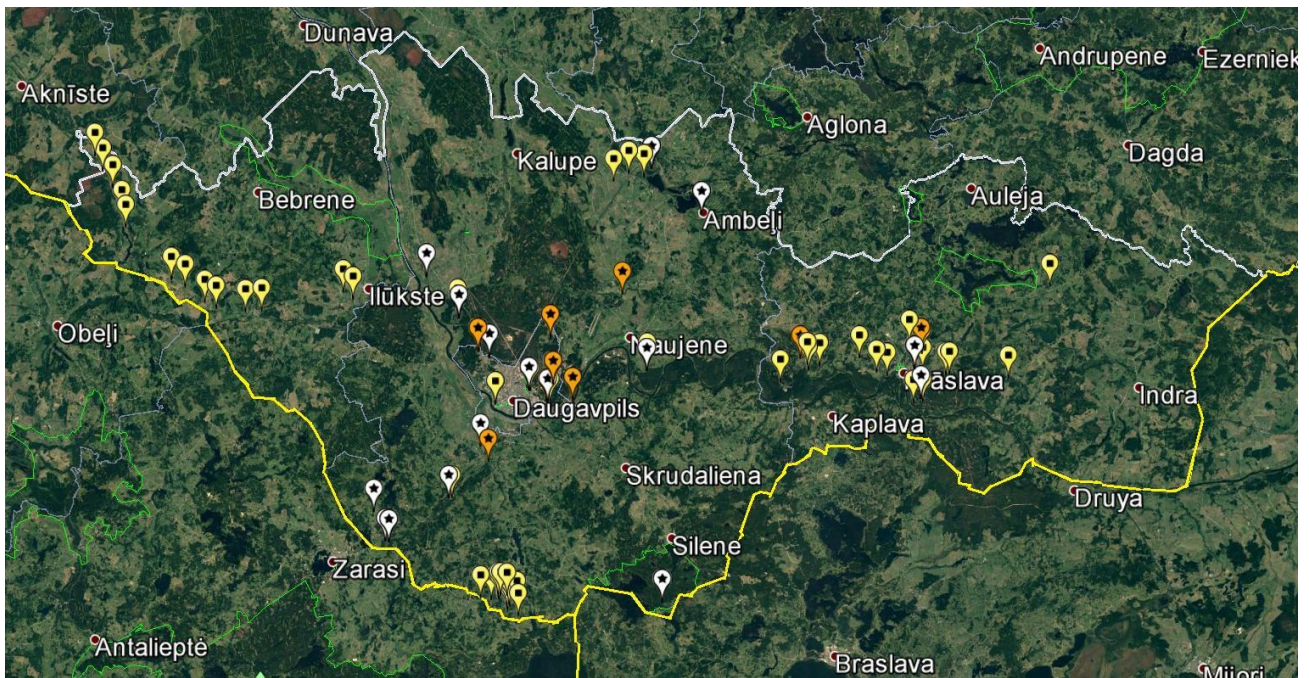 Dunava
Andrupene
Ezerniek
Aknīste
Aglona
Kalupe
Dagda
Bebrene
Auleja
Ambeļi
Ilūkste
Obeļi
Naujene
Krāslava
Indra
Daugavpils
Kaplava
Skrudaliena
Druya
Silene
Zarasi
Antalieptė
Braslava